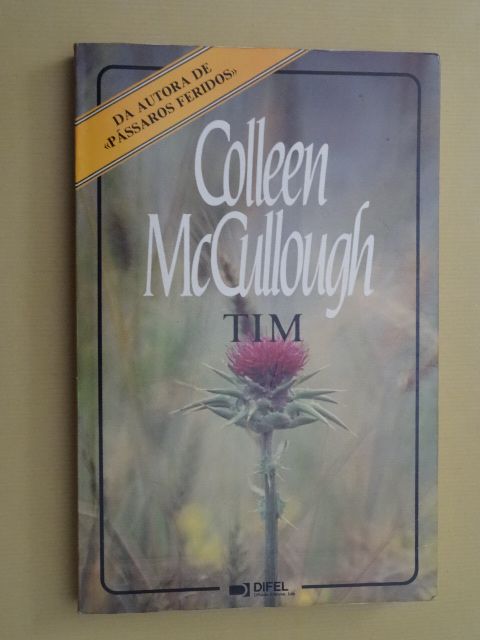 DA AUTORA DE
«PÁSSAROS FERIDOS»
Colleen
McCullough
TIM
DIFEL